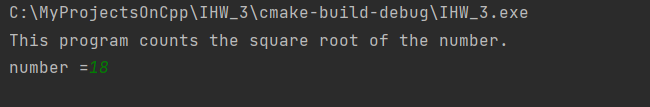 C:\MyProjectsOnCpp\IHW_3\cmake-build-debug\IHW_3.exe
This program counts the square root of the number.
number =18